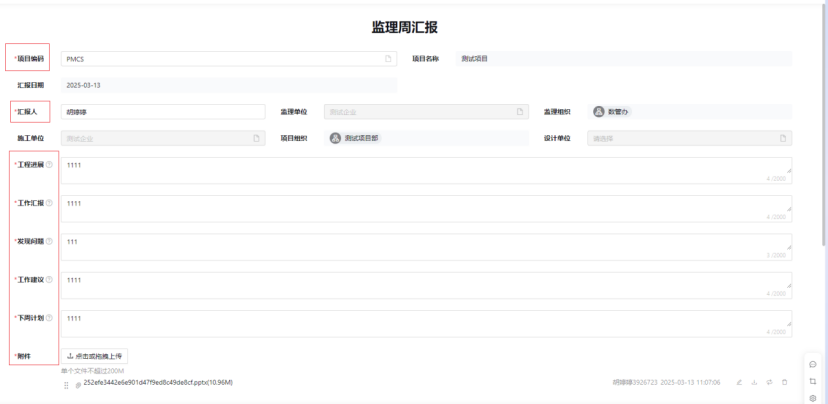 监理周汇报
*项目编码 PMCS 项目名称 测试项目
汇报日期 2025-03-13
*汇报人 胡婷婷 监理单位 测试企业 监理组织 数管办
施工单位 测试企业 项目组织 测试项目部 设计单位 请选择
*工程进展 1111
4 /2000
*工作汇报 1111
4 /2000
*发现问题 111
3 /2000
*工作建议 1111
4 /2000
*下周计划 1111
4 /2000
*附件 点击或拖拽上传
单个文件不超过200M
252efe3442e6e901d47f9ed8c49de8cf.pptx(10.96M) 胡婷婷3926723 2025-03-13 11:07:06